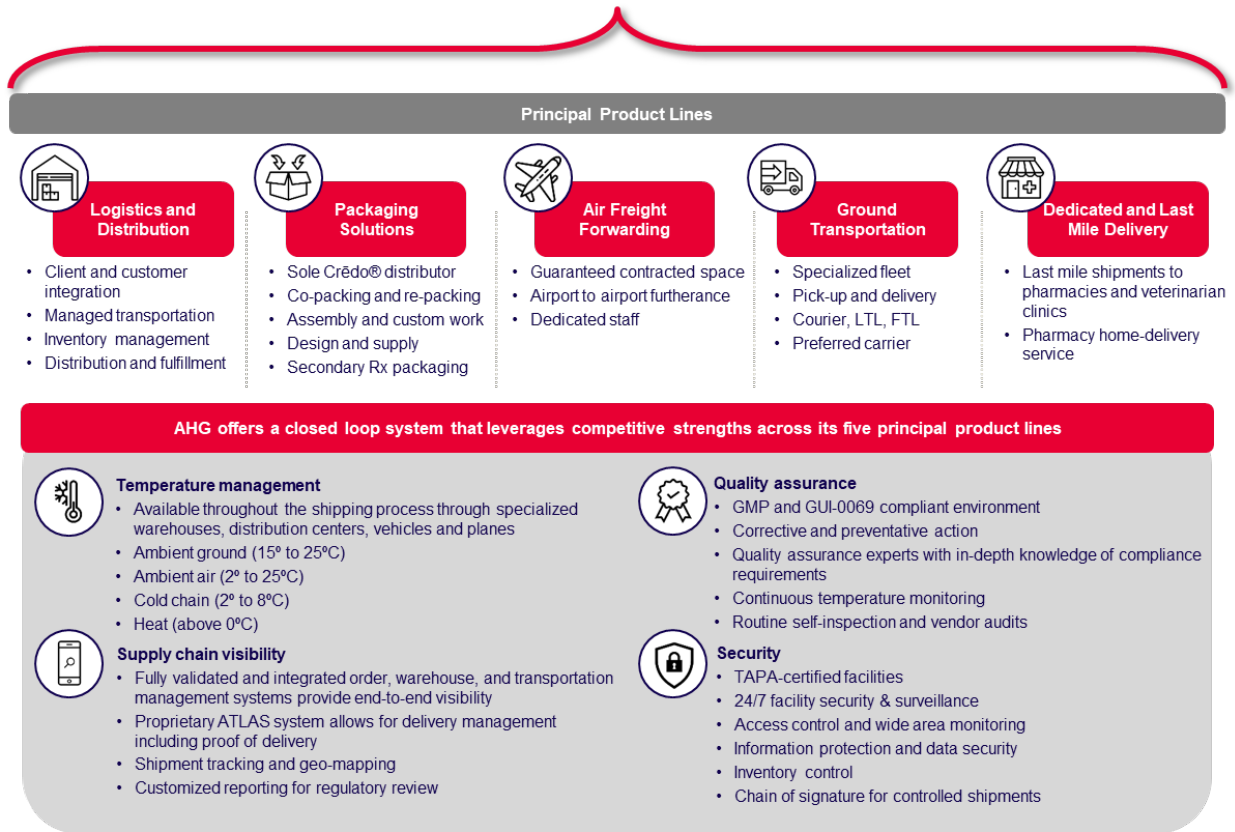 Principal Product Lines
Logistics and
Distribution
• Client and customer
integration
• Managed transportation
• Inventory management
• Distribution and fulfillment
Packaging
Solutions
• Sole Crēdo® distributor
• Co-packing and re-packing
• Assembly and custom work
• Design and supply
• Secondary Rx packaging
Air Freight
Forwarding
• Guaranteed contracted space
• Airport to airport furtherance
• Dedicated staff
Ground
Transportation
• Specialized fleet
• Pick-up and delivery
• Courier, LTL, FTL
• Preferred carrier
Dedicated and Last
Mile Delivery
• Last mile shipments to
pharmacies and veterinarian
clinics
• Pharmacy home-delivery
service
AHG offers a closed loop system that leverages competitive strengths across its five principal product lines
Temperature management
• Available throughout the shipping process through specialized
warehouses, distribution centers, vehicles and planes
• Ambient ground (15º to 25ºC)
• Ambient air (2º to 25ºC)
• Cold chain (2º to 8ºC)
• Heat (above 0ºC)
Supply chain visibility
• Fully validated and integrated order, warehouse, and transportation
management systems provide end-to-end visibility
• Proprietary ATLAS system allows for delivery management
including proof of delivery
• Shipment tracking and geo-mapping
• Customized reporting for regulatory review
Quality assurance
• GMP and GUI-0069 compliant environment
• Corrective and preventative action
• Quality assurance experts with in-depth knowledge of compliance
requirements
• Continuous temperature monitoring
• Routine self-inspection and vendor audits
Security
• TAPA-certified facilities
• 24/7 facility security & surveillance
• Access control and wide area monitoring
• Information protection and data security
• Inventory control
• Chain of signature for controlled shipments